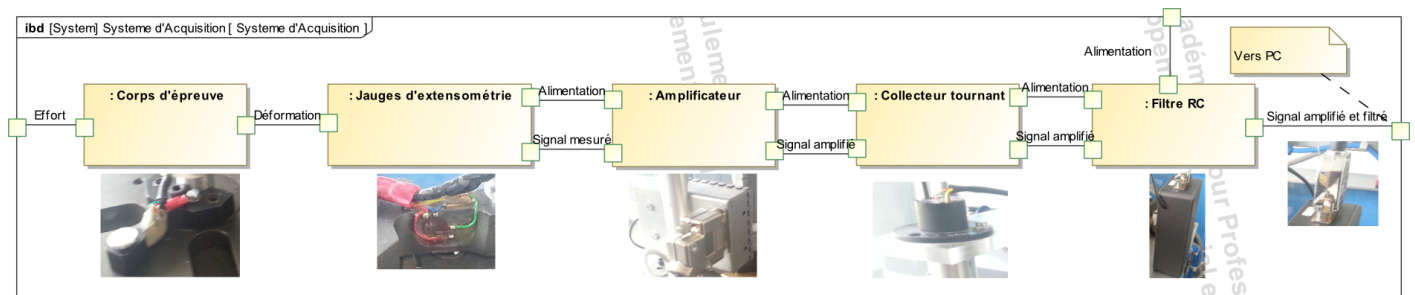 ibd [System] Systeme d'Acquisition [ Systeme d'Acquisition ]
Alimentation
Vers PC
: Corps d'épreuve
: Jauges d'extensométrie
: Amplificateur
: Collecteur tournant
: Filtre RC
Effort
Déformation
Alimentation
Alimentation
Alimentation
Signal mesuré
Signal amplifié
Signal amplifié
Signal amplifié et filtré